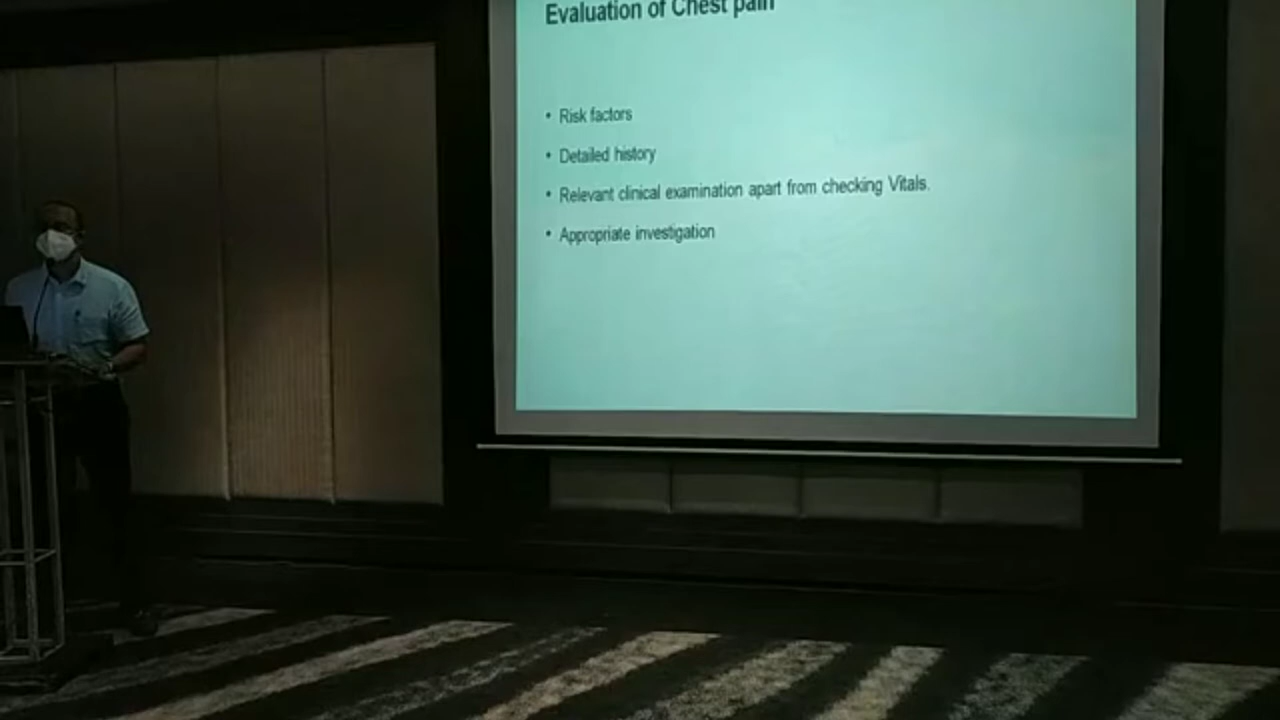 Evaluation of Chest pain
• Risk factors
• Detailed history
• Relevant clinical examination apart from checking Vitals.
• Appropriate investigation